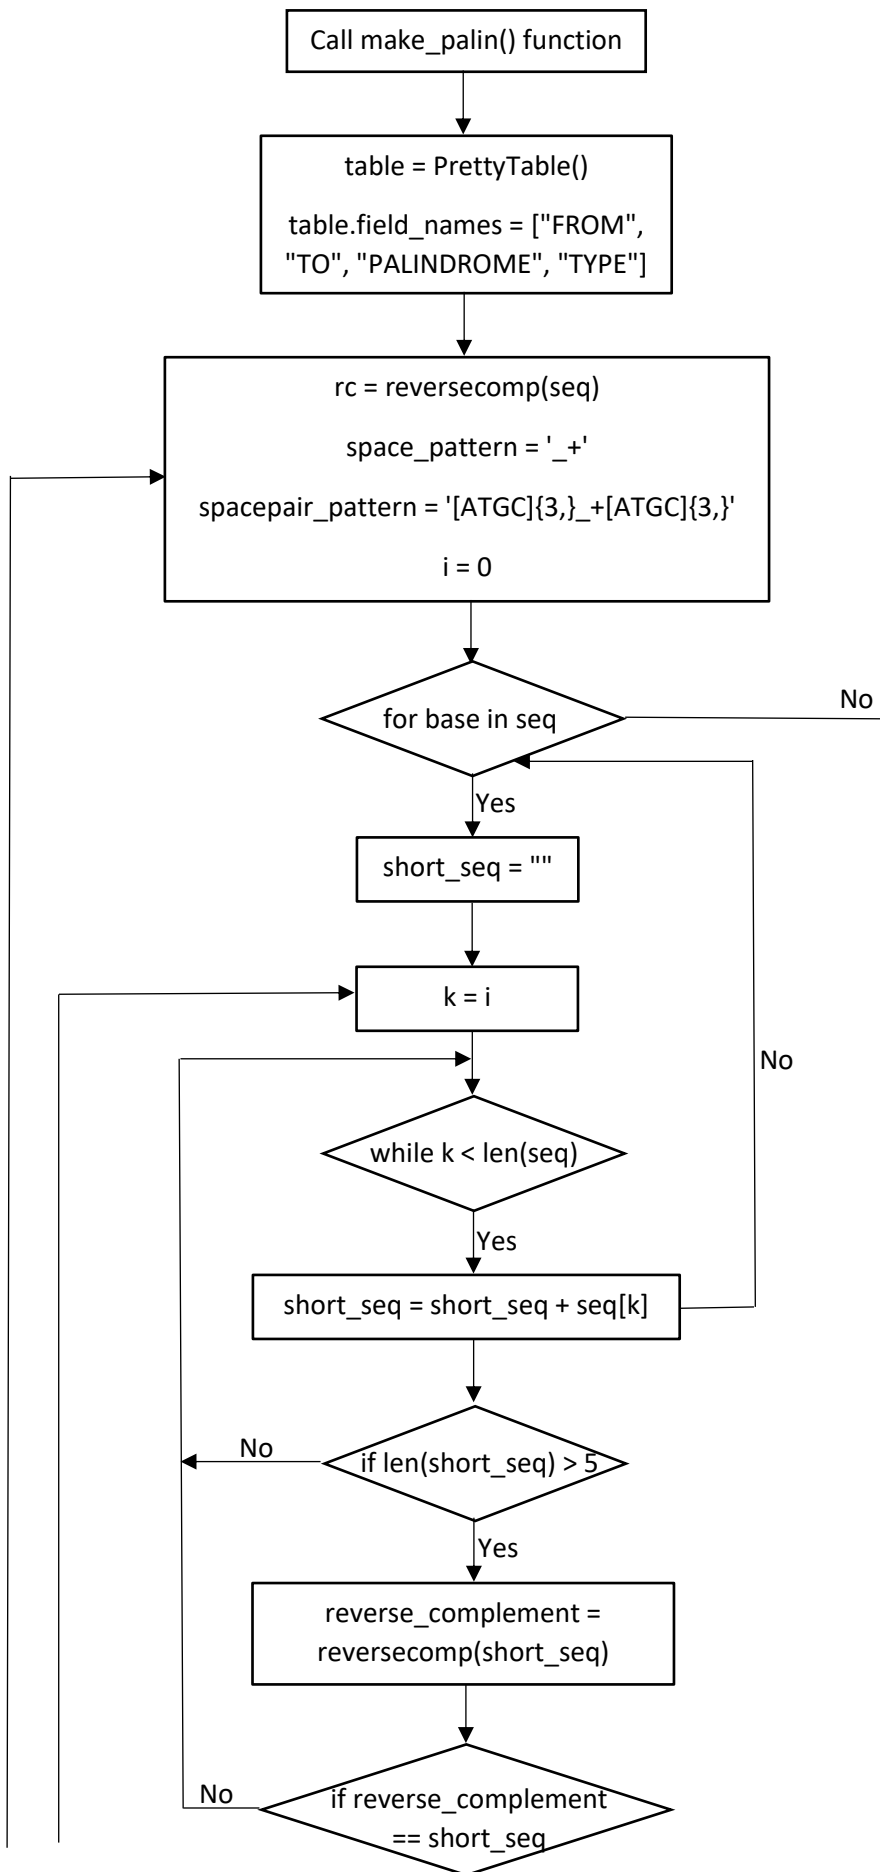 Call make_palin() function
table = PrettyTable()
table.field_names = ["FROM",
"TO", "PALINDROME", "TYPE"]
rc = reversecomp(seq)
space_pattern = '_+'
spacepair_pattern = '[ATGC]{3,}_+[ATGC]{3,}'
i = 0
for base in seq
No
Yes
short_seq = ""
k = i
No
while k < len(seq)
Yes
short_seq = short_seq + seq[k]
No
if len(short_seq) > 5
Yes
reverse_complement =
reversecomp(short_seq)
No
if reverse_complement
== short_seq